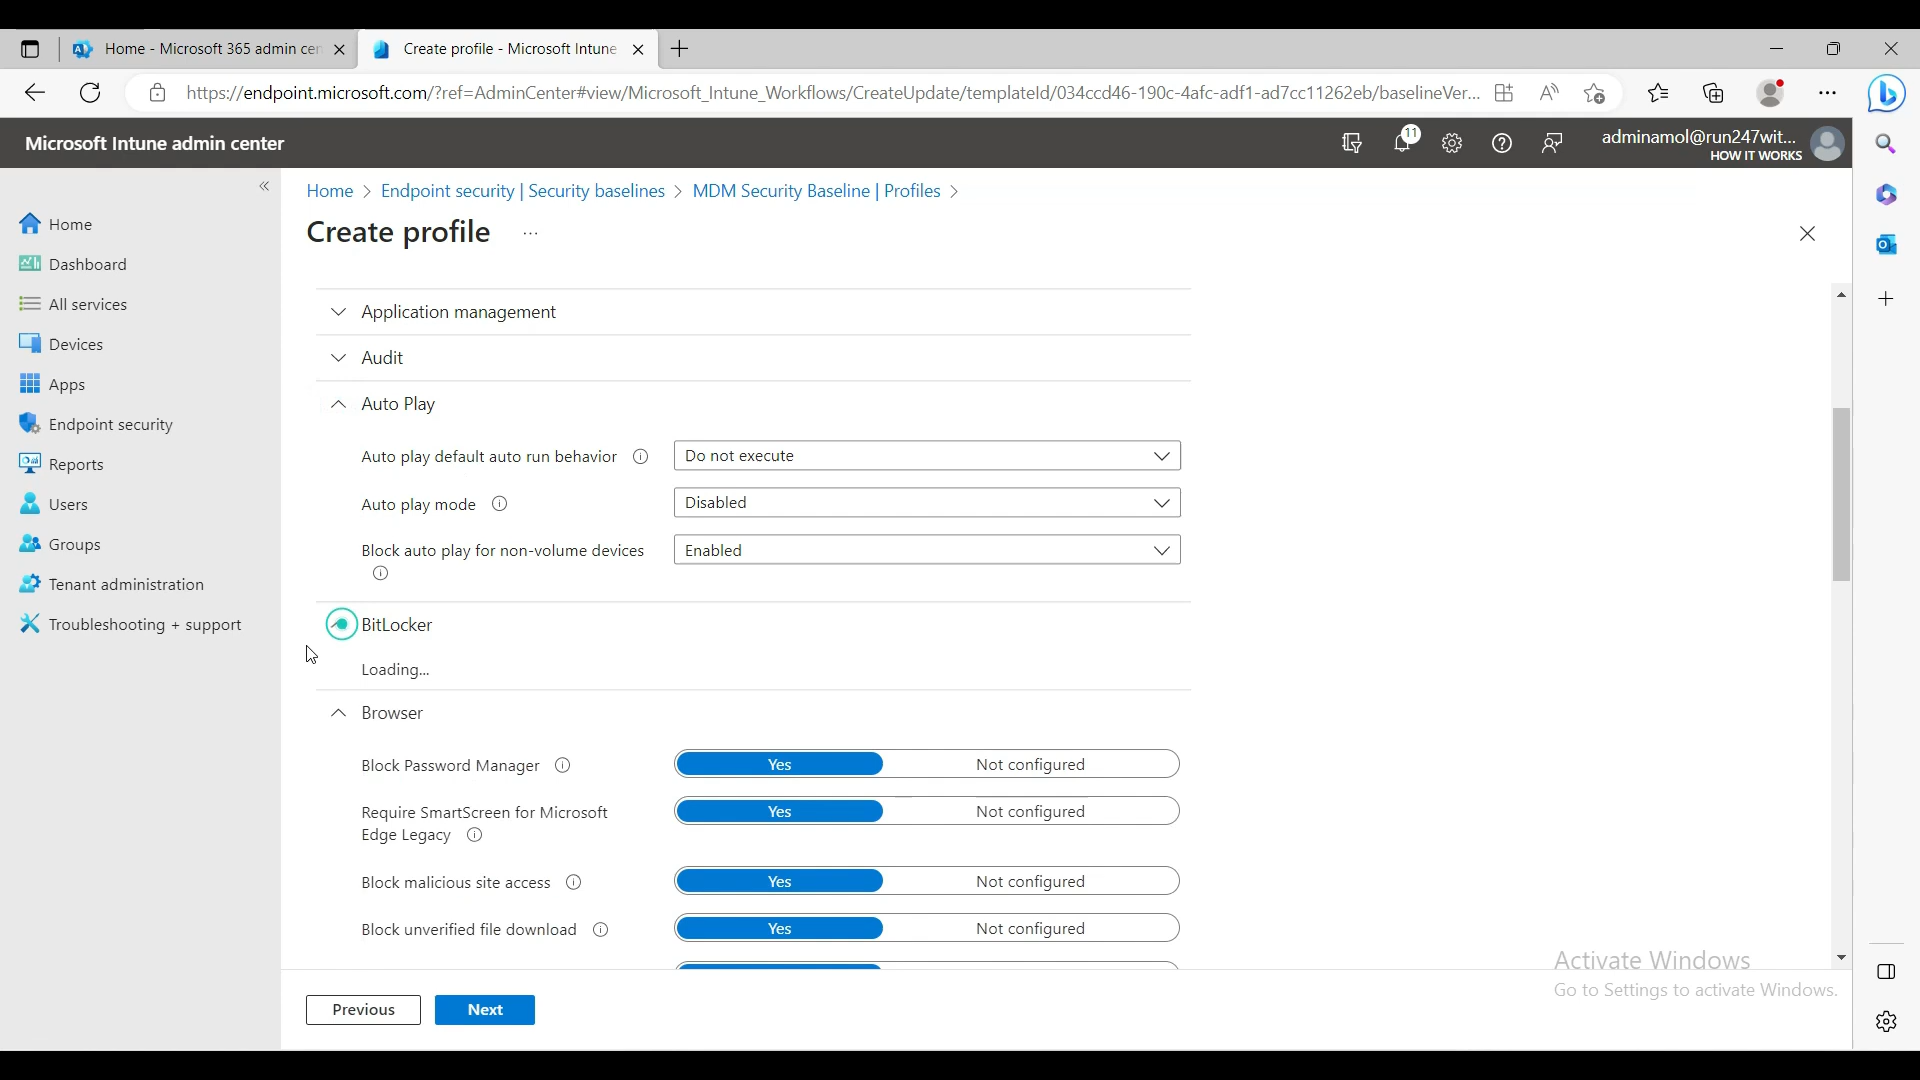 Home - Microsoft 365 admin cen
Create profile - Microsoft Intune
https://endpoint.microsoft.com/?ref=AdminCenter#view/Microsoft_Intune_Workflows/CreateUpdate/templateId/034ccd46-190c-4afc-adf1-ad7cc11262eb/baselineVer...
Microsoft Intune admin center
11
adminamol@run247wit...
HOW IT WORKS
Home > Endpoint security | Security baselines > MDM Security Baseline | Profiles >
Create profile ...
Home
Dashboard
All services
Devices
Apps
Endpoint security
Reports
Users
Groups
Tenant administration
Troubleshooting + support
Application management
Audit
Auto Play
Auto play default auto run behavior Do not execute
Auto play mode Disabled
Block auto play for non-volume devices Enabled
BitLocker
Loading...
Browser
Block Password Manager Yes Not configured
Require SmartScreen for Microsoft
Edge Legacy
Yes Not configured
Block malicious site access Yes Not configured
Block unverified file download Yes Not configured
Previous Next
Activate Windows
Go to Settings to activate Windows.